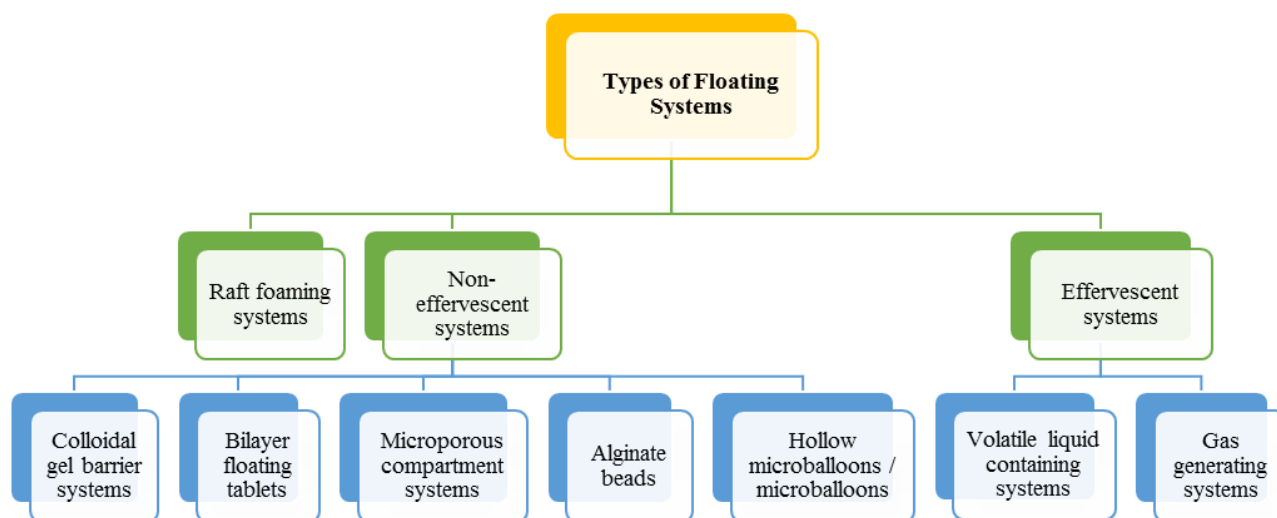 Types of Floating
Systems
Raft foaming
systems
Non-
effervescent
systems
Effervescent
systems
Colloidal
gel barrier
systems
Bilayer
floating
tablets
Microporous
compartment
systems
Alginate
beads
Hollow
microballoons /
microballoons
Volatile liquid
containing
systems
Gas
generating
systems